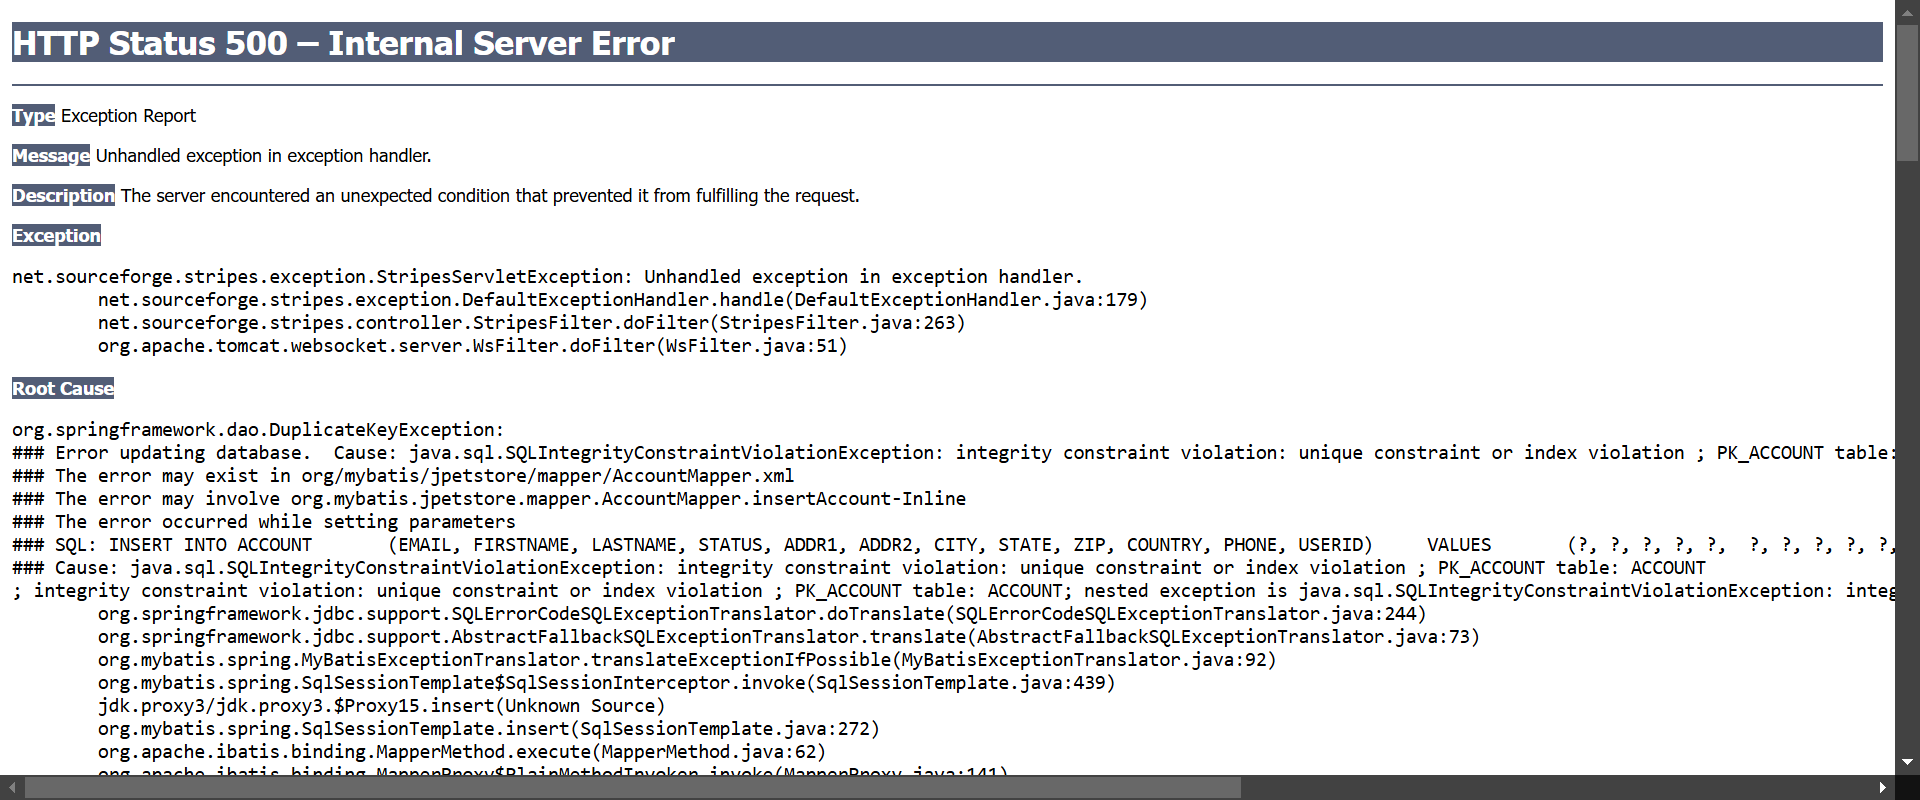 HTTP Status 500 – Internal Server Error
Type Exception Report
Message Unhandled exception in exception handler.
Description The server encountered an unexpected condition that prevented it from fulfilling the request.
Exception
net.sourceforge.stripes.exception.StripesServletException: Unhandled exception in exception handler.
	net.sourceforge.stripes.exception.DefaultExceptionHandler.handle(DefaultExceptionHandler.java:179)
	net.sourceforge.stripes.controller.StripesFilter.doFilter(StripesFilter.java:263)
	org.apache.tomcat.websocket.server.WsFilter.doFilter(WsFilter.java:51)
Root Cause
org.springframework.dao.DuplicateKeyException:
### Error updating database.  Cause: java.sql.SQLIntegrityConstraintViolationException: integrity constraint violation: unique constraint or index violation ; PK_ACCOUNT table:
### The error may exist in org/mybatis/jpetstore/mapper/AccountMapper.xml
### The error may involve org.mybatis.jpetstore.mapper.AccountMapper.insertAccount-Inline
### The error occurred while setting parameters
### SQL: INSERT INTO ACCOUNT       (EMAIL, FIRSTNAME, LASTNAME, STATUS, ADDR1, ADDR2, CITY, STATE, ZIP, COUNTRY, PHONE, USERID)     VALUES       (?, ?, ?, ?, ?,  ?, ?, ?, ?, ?,
### Cause: java.sql.SQLIntegrityConstraintViolationException: integrity constraint violation: unique constraint or index violation ; PK_ACCOUNT table: ACCOUNT
; integrity constraint violation: unique constraint or index violation ; PK_ACCOUNT table: ACCOUNT; nested exception is java.sql.SQLIntegrityConstraintViolationException: integ
	org.springframework.jdbc.support.SQLErrorCodeSQLExceptionTranslator.doTranslate(SQLErrorCodeSQLExceptionTranslator.java:244)
	org.springframework.jdbc.support.AbstractFallbackSQLExceptionTranslator.translate(AbstractFallbackSQLExceptionTranslator.java:73)
	org.mybatis.spring.MyBatisExceptionTranslator.translateExceptionIfPossible(MyBatisExceptionTranslator.java:92)
	org.mybatis.spring.SqlSessionTemplate$SqlSessionInterceptor.invoke(SqlSessionTemplate.java:439)
	jdk.proxy3/jdk.proxy3.$Proxy15.insert(Unknown Source)
	org.mybatis.spring.SqlSessionTemplate.insert(SqlSessionTemplate.java:272)
	org.apache.ibatis.binding.MapperMethod.execute(MapperMethod.java:62)
	org.apache.ibatis.binding.MapperProxy$PlainMethodInvoker.invoke(MapperProxy.java:141)